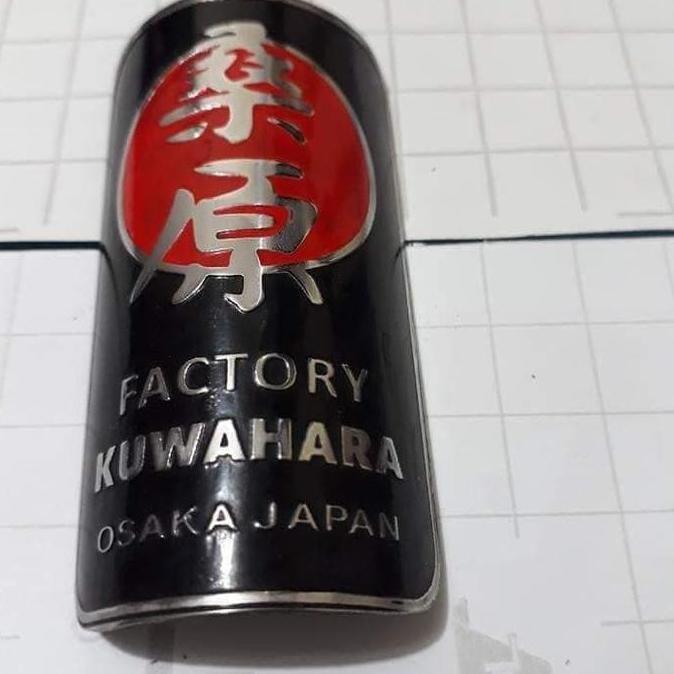 桑
原
FACTORY
KUWAHARA
OSAKA JAPAN